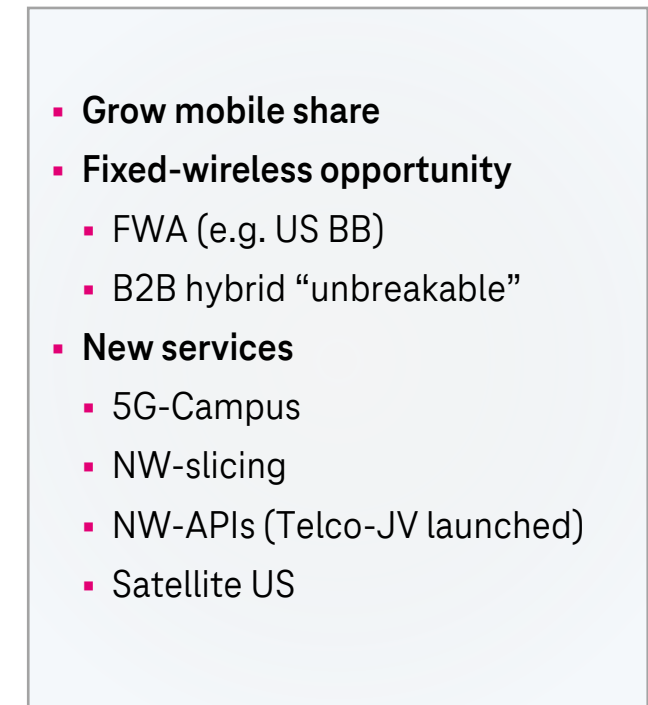 ▪ Grow mobile share
▪ Fixed-wireless opportunity
▪ FWA (e.g. US BB)
▪ B2B hybrid “unbreakable”
▪ New services
▪ 5G-Campus
▪ NW-slicing
▪ NW-APIs (Telco-JV launched)
▪ Satellite US